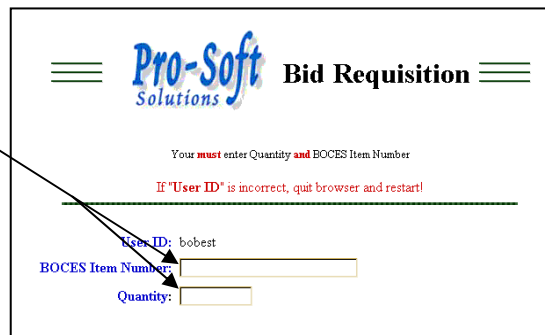 Pro-Soft
Solutions
Bid Requisition
Your must enter Quantity and BOCES Item Number
If "User ID" is incorrect, quit browser and restart!
User ID: bobest
BOCES Item Number:
Quantity: